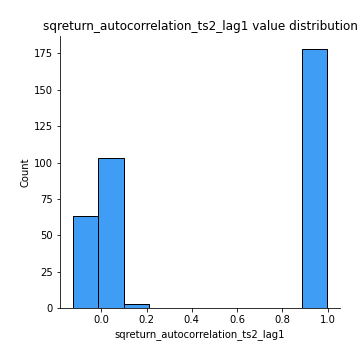 sqreturn_autocorrelation_ts2_lag1 value distribution
175
150
125
100
75
50
25
0
Count
0.0 0.2 0.4 0.6 0.8 1.0
sqreturn_autocorrelation_ts2_lag1